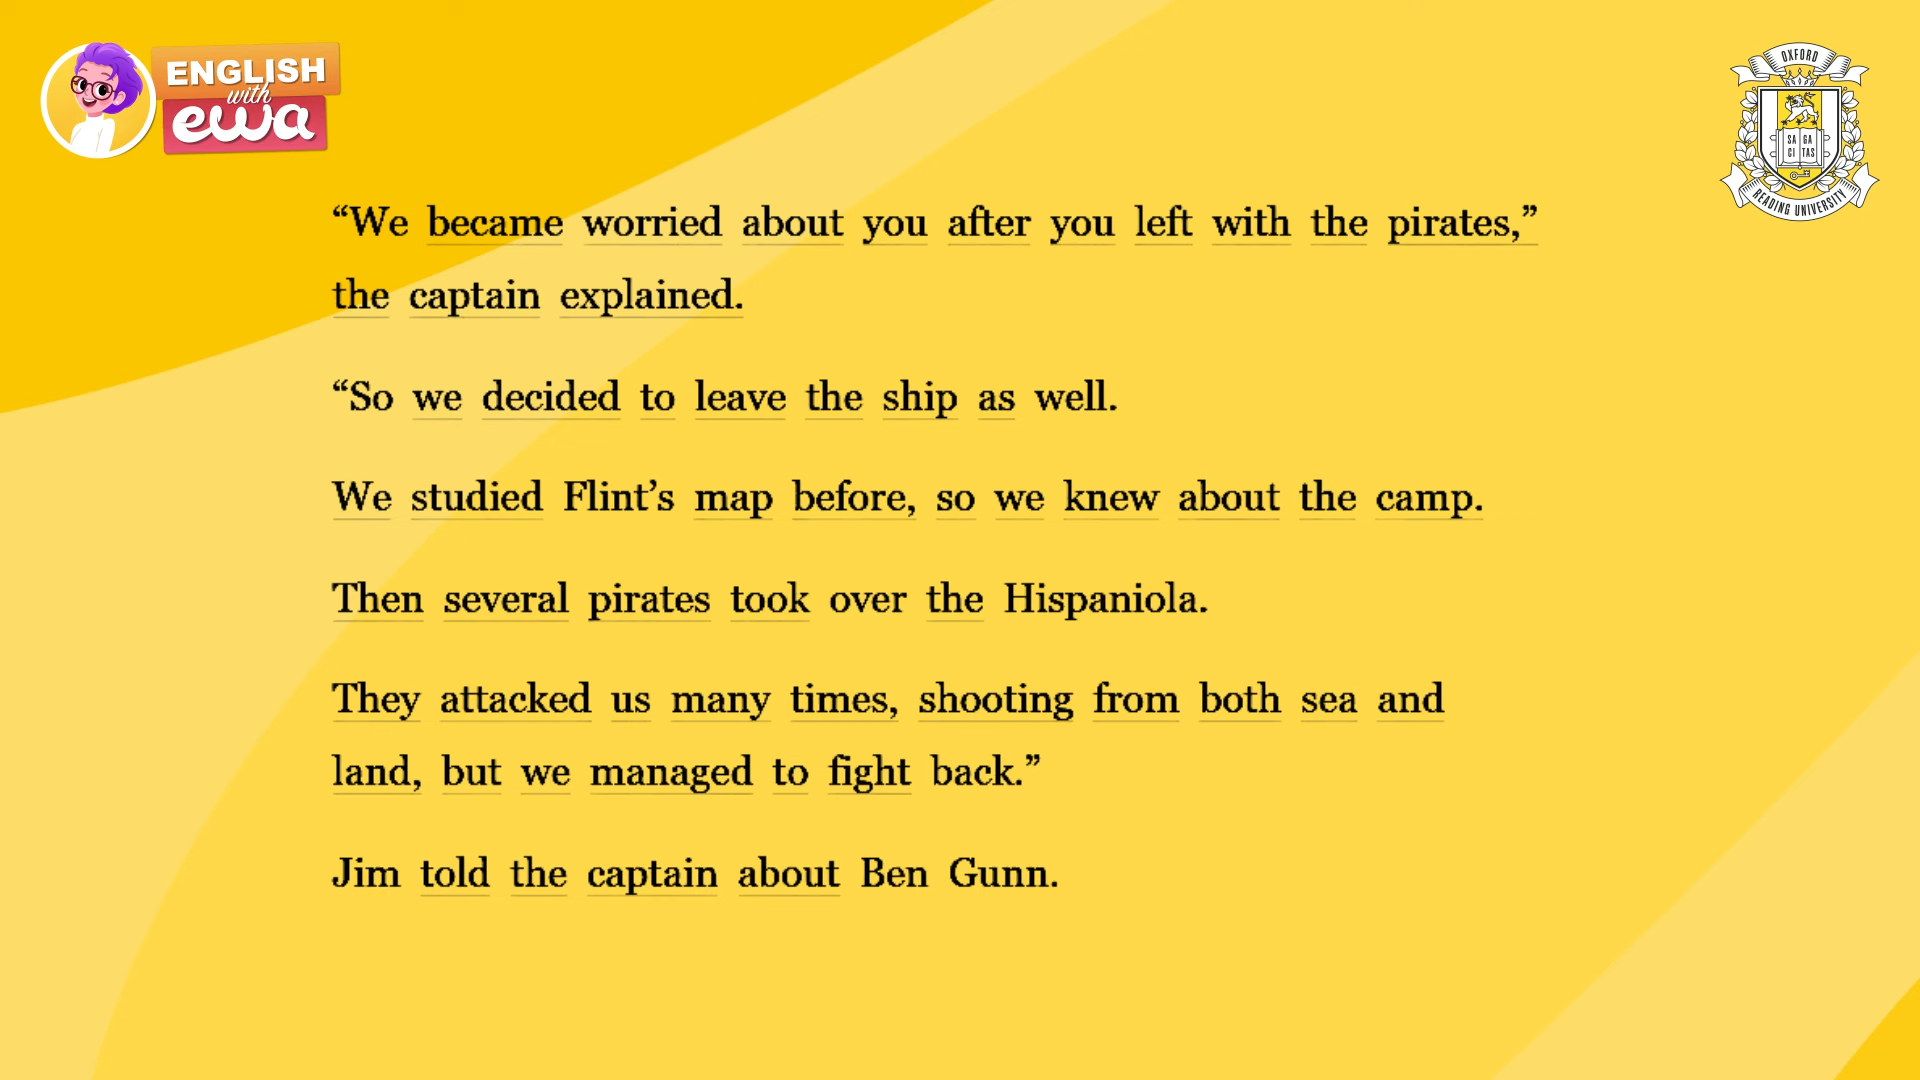 ENGLISH
with
ewa
OXFORD
SA GA
CI TAS
READING UNIVERSITY
“We became worried about you after you left with the pirates,”
the captain explained.
“So we decided to leave the ship as well.
We studied Flint’s map before, so we knew about the camp.
Then several pirates took over the Hispaniola.
They attacked us many times, shooting from both sea and
land, but we managed to fight back.”
Jim told the captain about Ben Gunn.